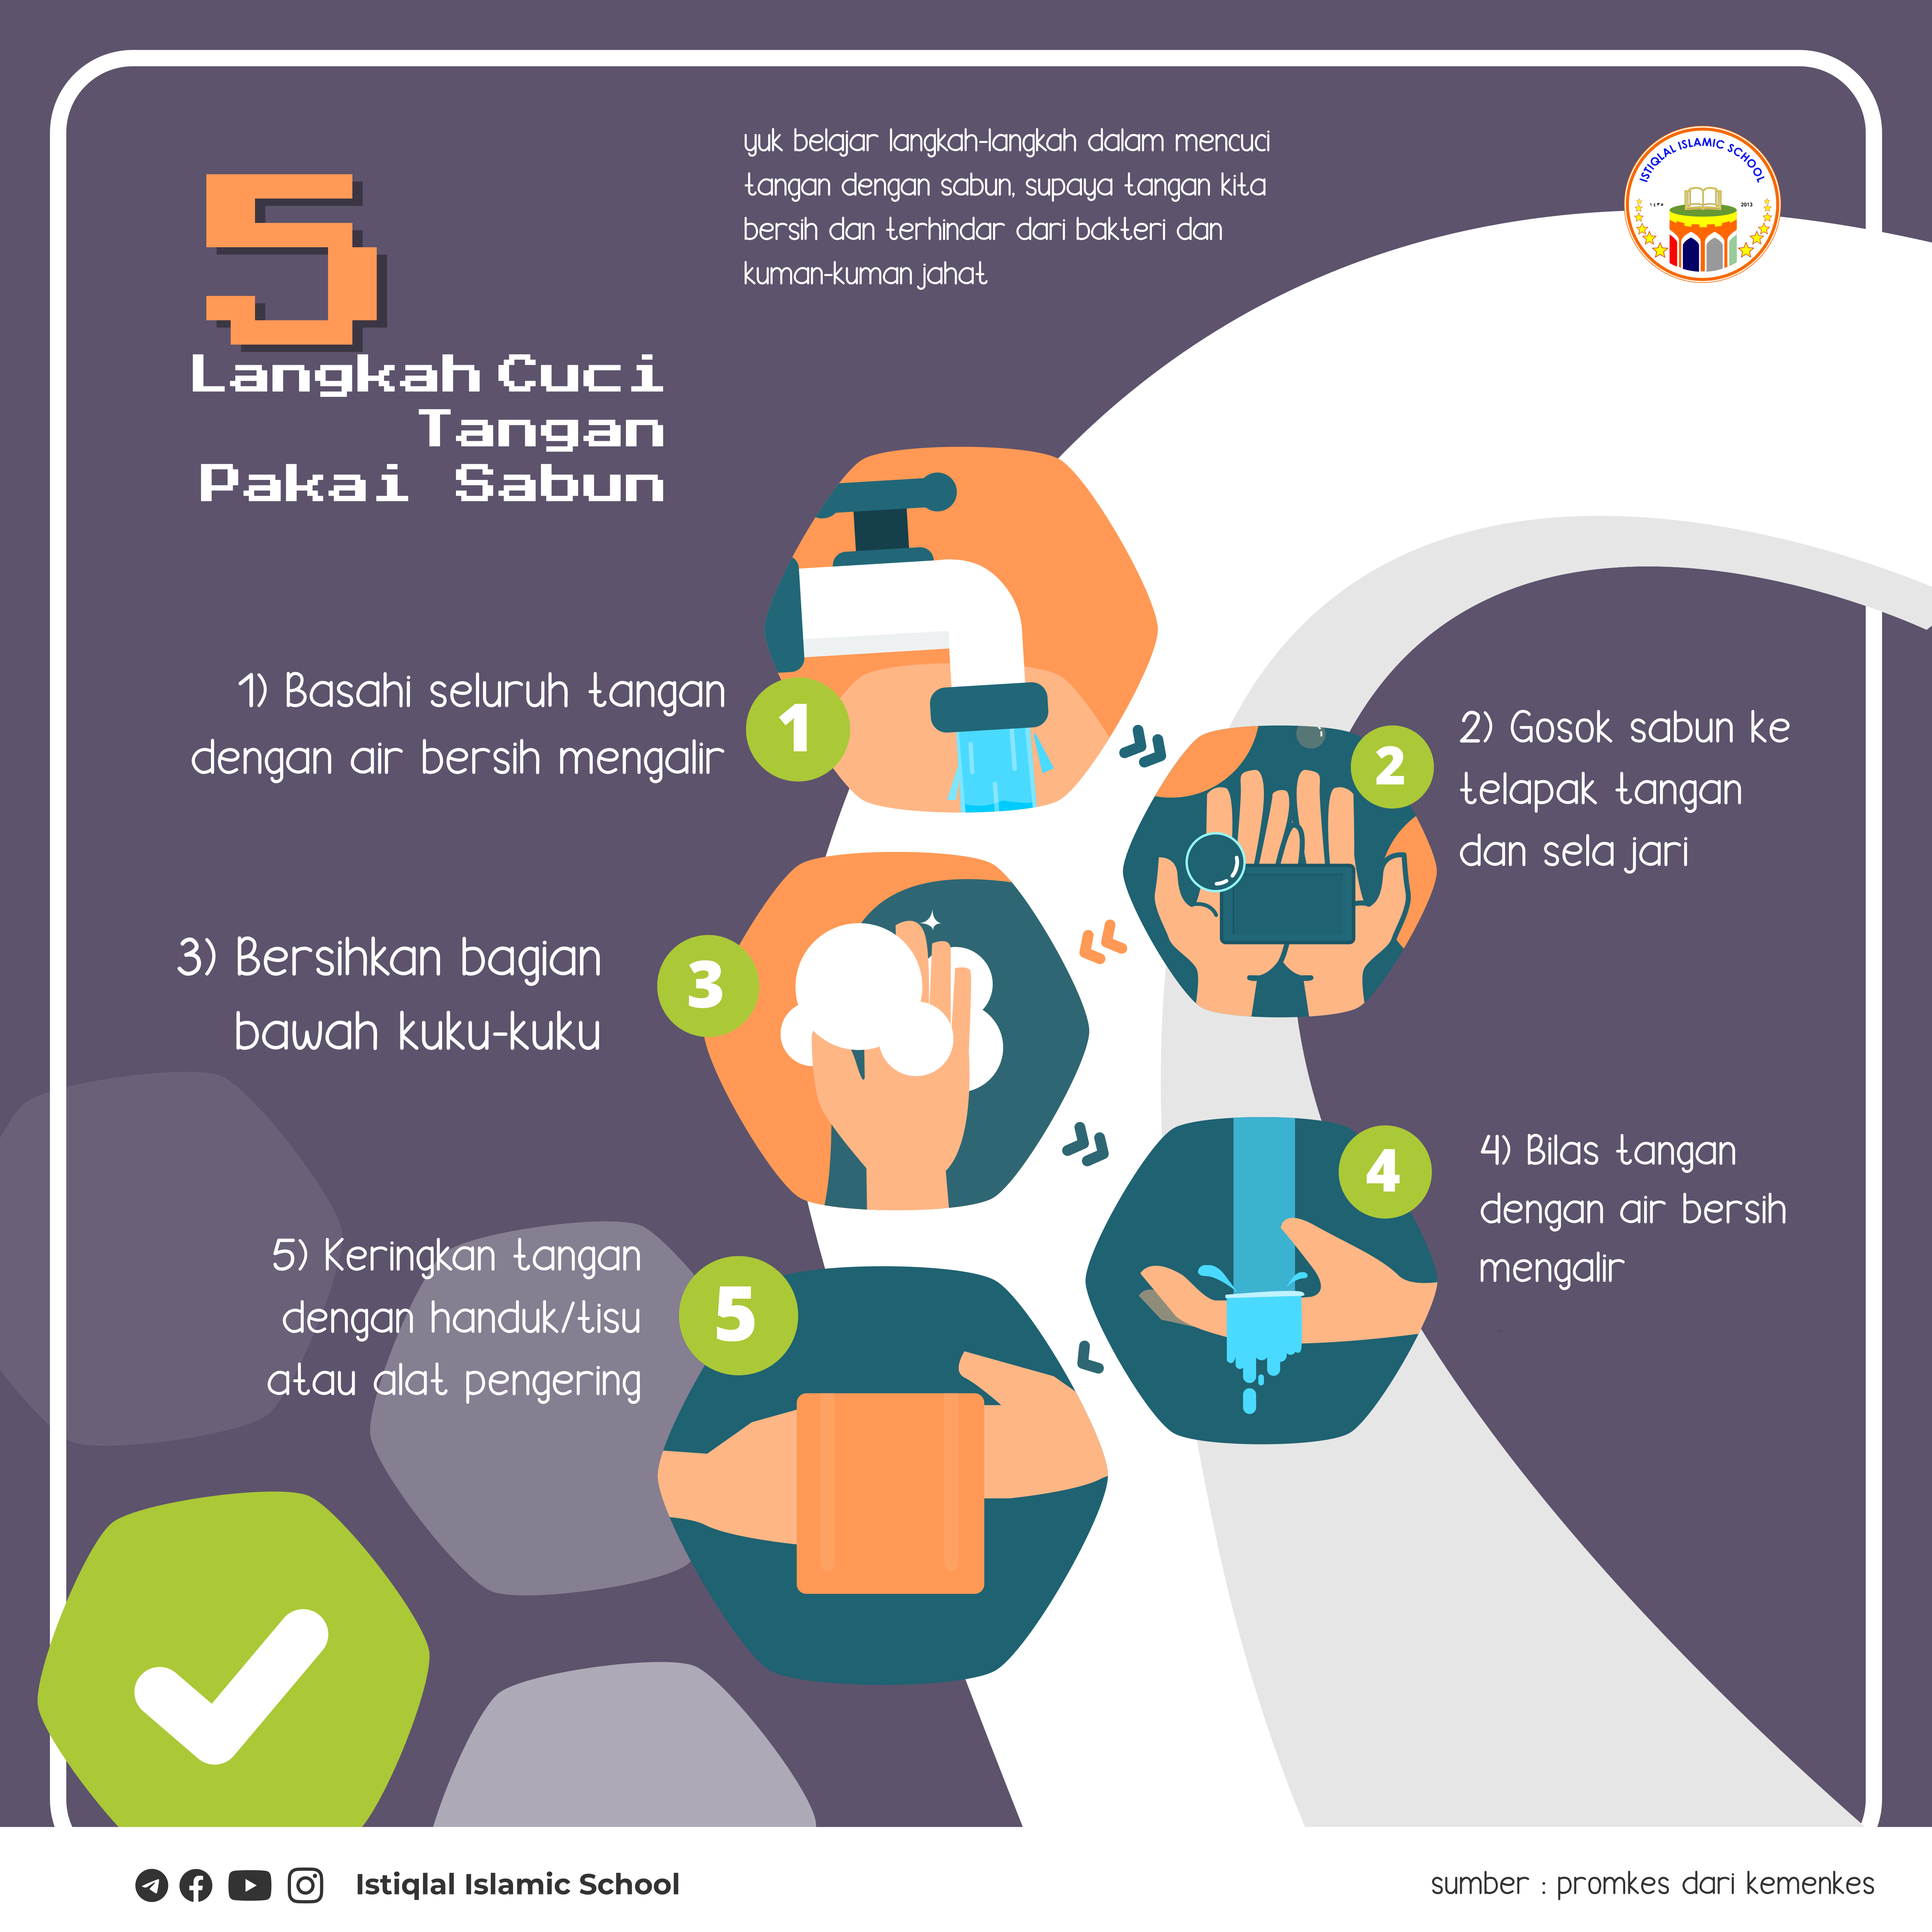 5
Langkah Cuci
Tangan
Pakai Sabun
yuk belajar langkah-langkah dalam mencuci
tangan dengan sabun, supaya tangan kita
bersih dan terhindar dari bakteri dan
kuman-kuman jahat
ISTIQLAL ISLAMIC SCHOOL
2013
1) Basahi seluruh tangan
dengan air bersih mengalir
1
2
2) Gosok sabun ke
telapak tangan
dan sela jari
3) Bersihkan bagian
bawah kuku-kuku
3
4
4) Bilas tangan
dengan air bersih
mengalir
5) Keringkan tangan
dengan handuk/tisu
atau alat pengering
5
Istiqlal Islamic School
sumber : promkes dari kemenkes